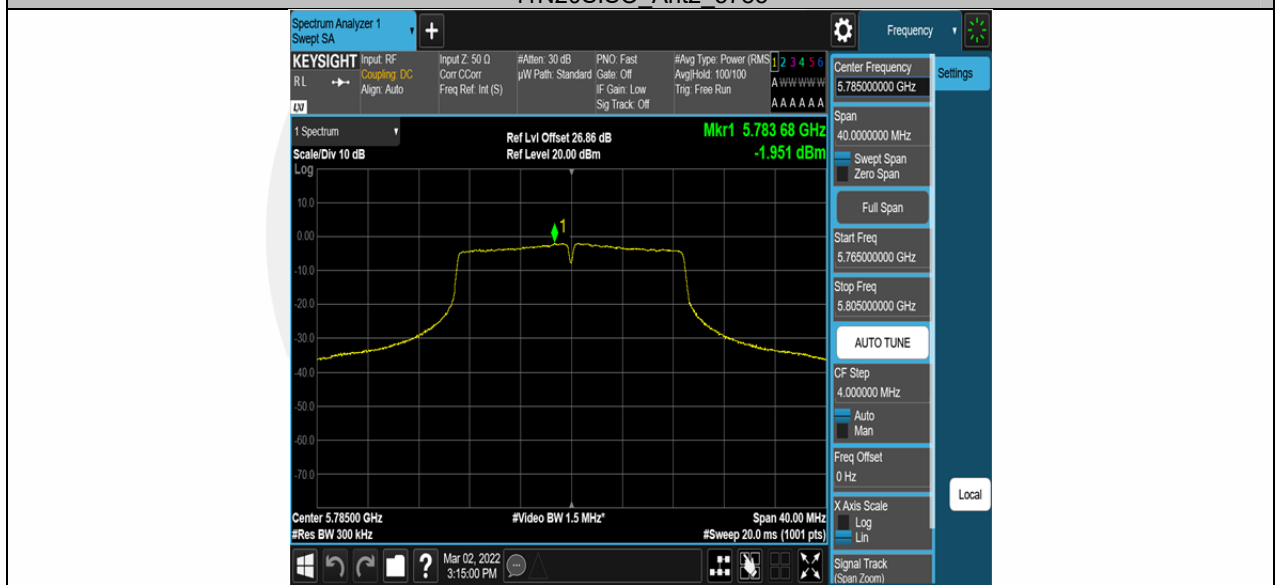 11N20SISO_Ant2_5785
Spectrum Analyzer 1
Swept SA
+
Frequency
KEYSIGHT
RL
LXI
Input: RF
Coupling: DC
Align: Auto
Input Z: 50 Ω
Corr CCorr
Freq Ref: Int (S)
#Atten: 30 dB
µW Path: Standard
PNO: Fast
Gate: Off
IF Gain: Low
Sig Track: Off
#Avg Type: Power (RMS
Avg|Hold: 100/100
Trig: Free Run
1 2 3 4 5 6
A W W W W W
A A A A A A
1 Spectrum
Scale/Div 10 dB
Log
Ref Lvl Offset 26.86 dB
Ref Level 20.00 dBm
Mkr1 5.783 68 GHz
-1.951 dBm
1
10.0
0.00
-10.0
-20.0
-30.0
-40.0
-50.0
-60.0
-70.0
Center 5.78500 GHz
#Video BW 1.5 MHz*
Span 40.00 MHz
#Res BW 300 kHz
#Sweep 20.0 ms (1001 pts)
?
Mar 02, 2022
3:15:00 PM
Center Frequency
5.785000000 GHz
Settings
Span
40.0000000 MHz
Swept Span
Zero Span
Full Span
Start Freq
5.765000000 GHz
Stop Freq
5.805000000 GHz
AUTO TUNE
CF Step
4.000000 MHz
Auto
Man
Freq Offset
0 Hz
X Axis Scale
Log
Lin
Local
Signal Track
(Span Zoom)